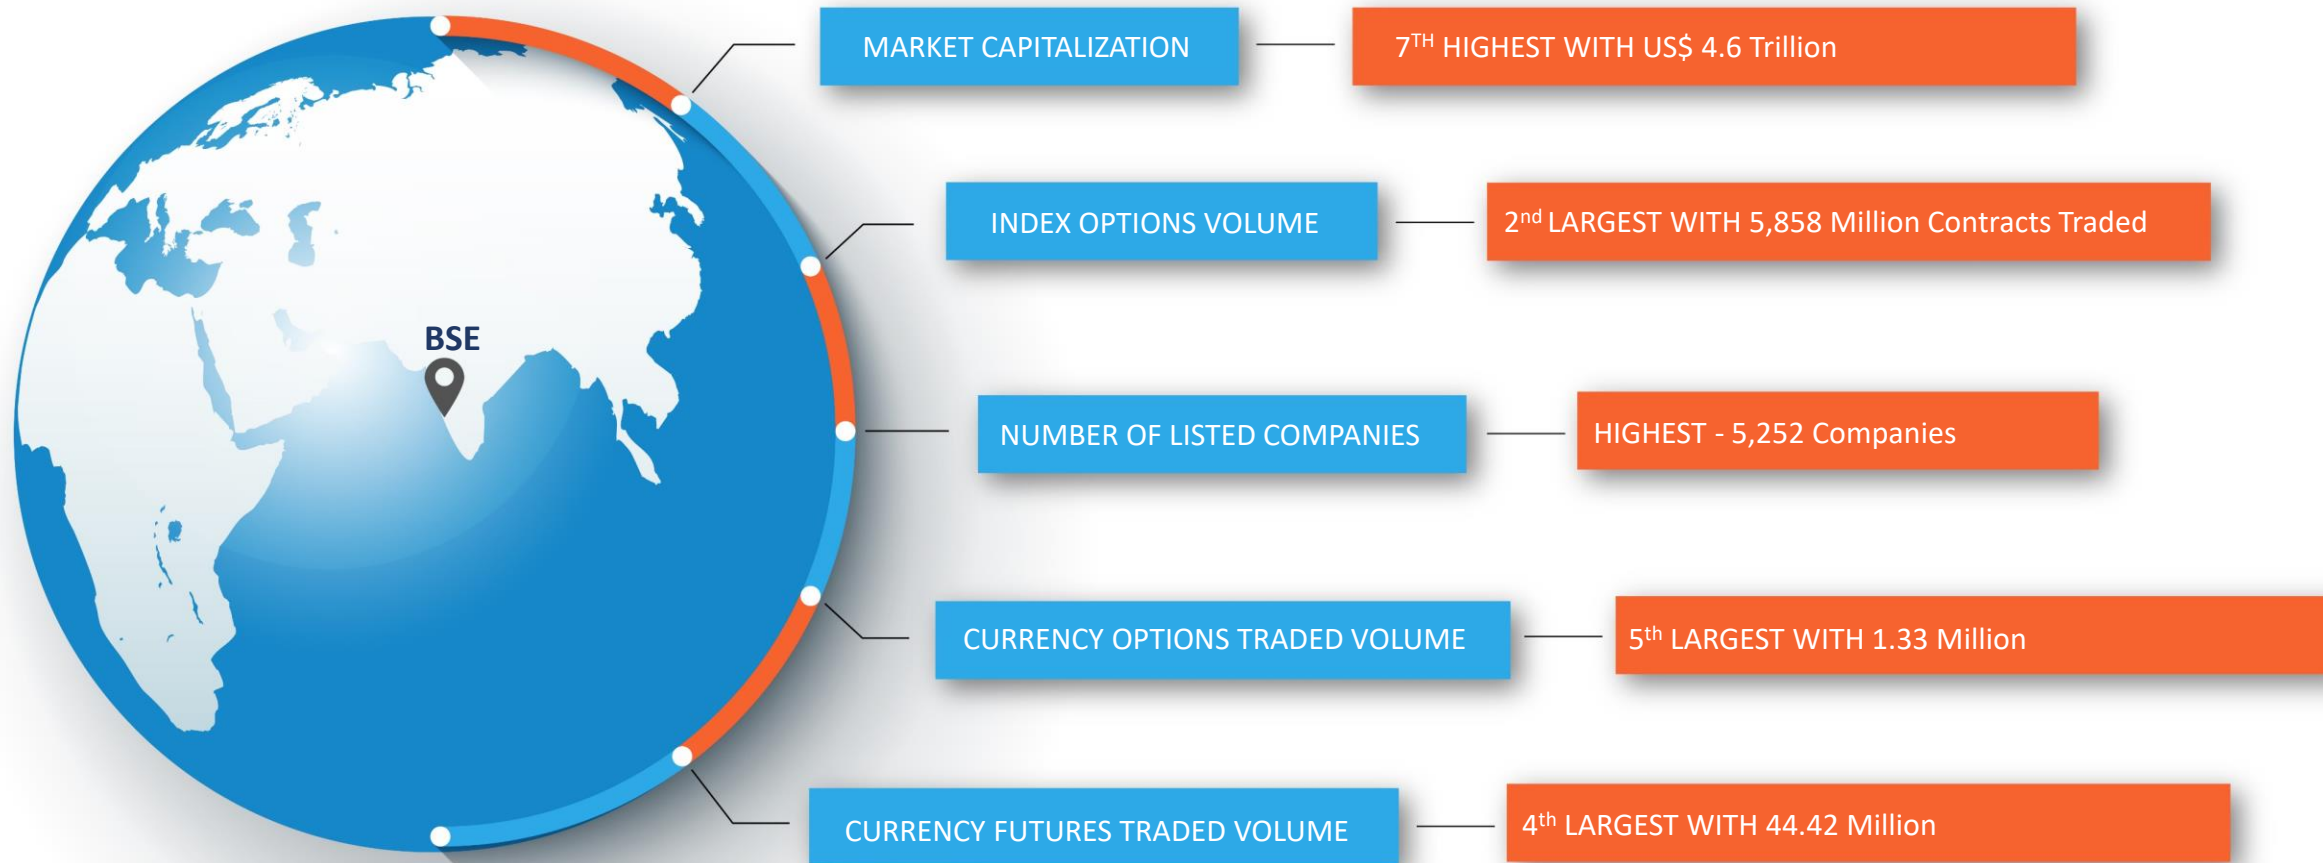 MARKET CAPITALIZATION
7TH HIGHEST WITH US$ 4.6 Trillion
INDEX OPTIONS VOLUME
2nd LARGEST WITH 5,858 Million Contracts Traded
BSE
NUMBER OF LISTED COMPANIES
HIGHEST - 5,252 Companies
CURRENCY OPTIONS TRADED VOLUME
5th LARGEST WITH 1.33 Million
CURRENCY FUTURES TRADED VOLUME
4th LARGEST WITH 44.42 Million